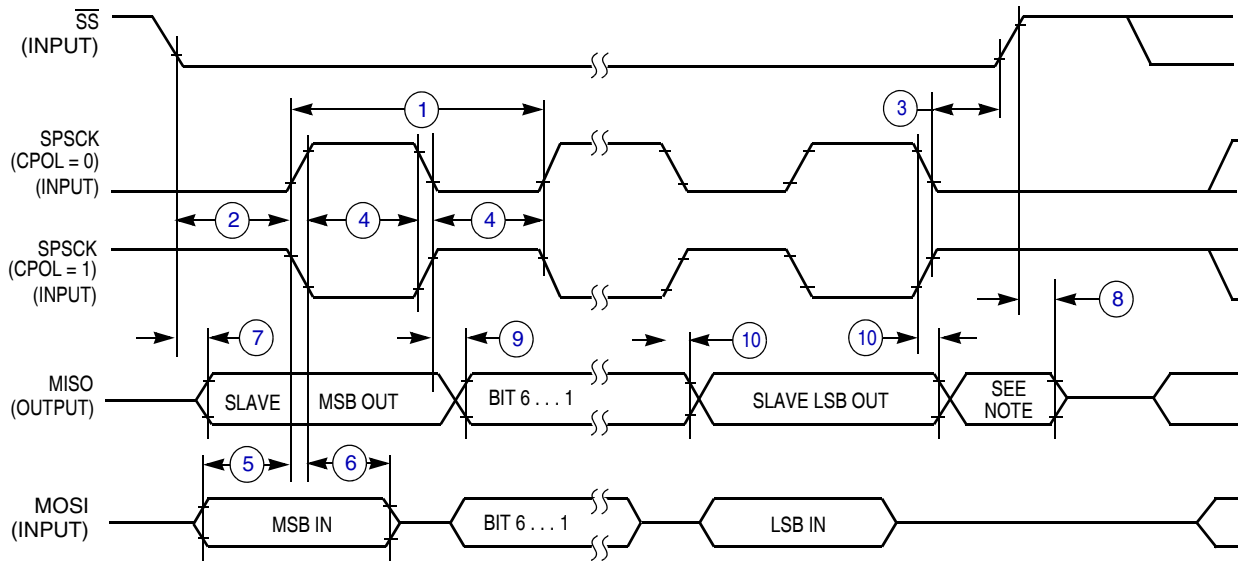 SS
(INPUT)
1
3
SPSCK
(CPOL = 0)
(INPUT)
2
4
4
SPSCK
(CPOL = 1)
(INPUT)
8
7
9
10
10
MISO
(OUTPUT)
SLAVE
MSB OUT
BIT 6 . . . 1
SLAVE LSB OUT
SEE
NOTE
5
6
MOSI
(INPUT)
MSB IN
BIT 6 . . . 1
LSB IN